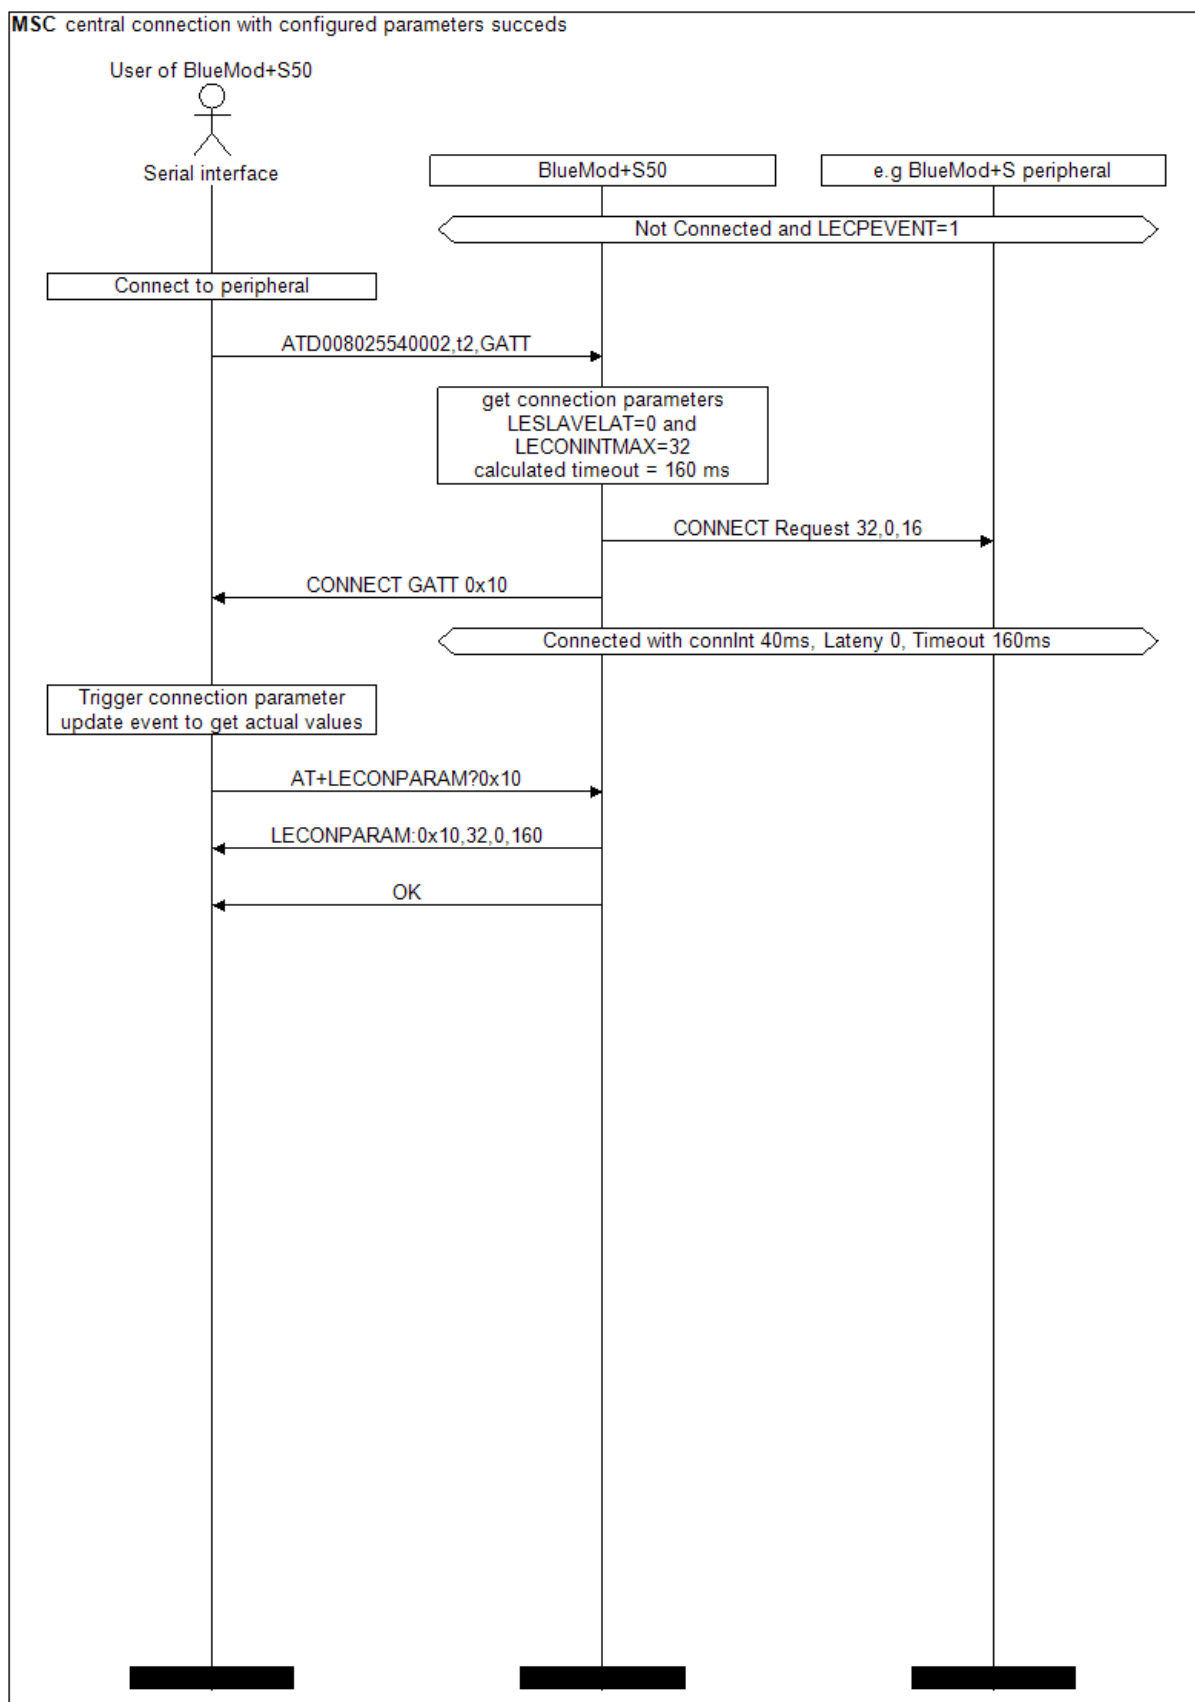 MSC central connection with configured parameters succeds
User of BlueMod+S50
Serial interface
BlueMod+S50
e.g BlueMod+S peripheral
Not Connected and LECPEVENT=1
Connect to peripheral
ATD008025540002,t2,GATT
get connection parameters
LESLAVELAT=0 and
LECONINTMAX=32
calculated timeout = 160 ms
CONNECT Request 32,0,16
CONNECT GATT 0x10
Connected with connInt 40ms, Lateny 0, Timeout 160ms
Trigger connection parameter
update event to get actual values
AT+LECONPARAM?0x10
LECONPARAM:0x10,32,0,160
OK